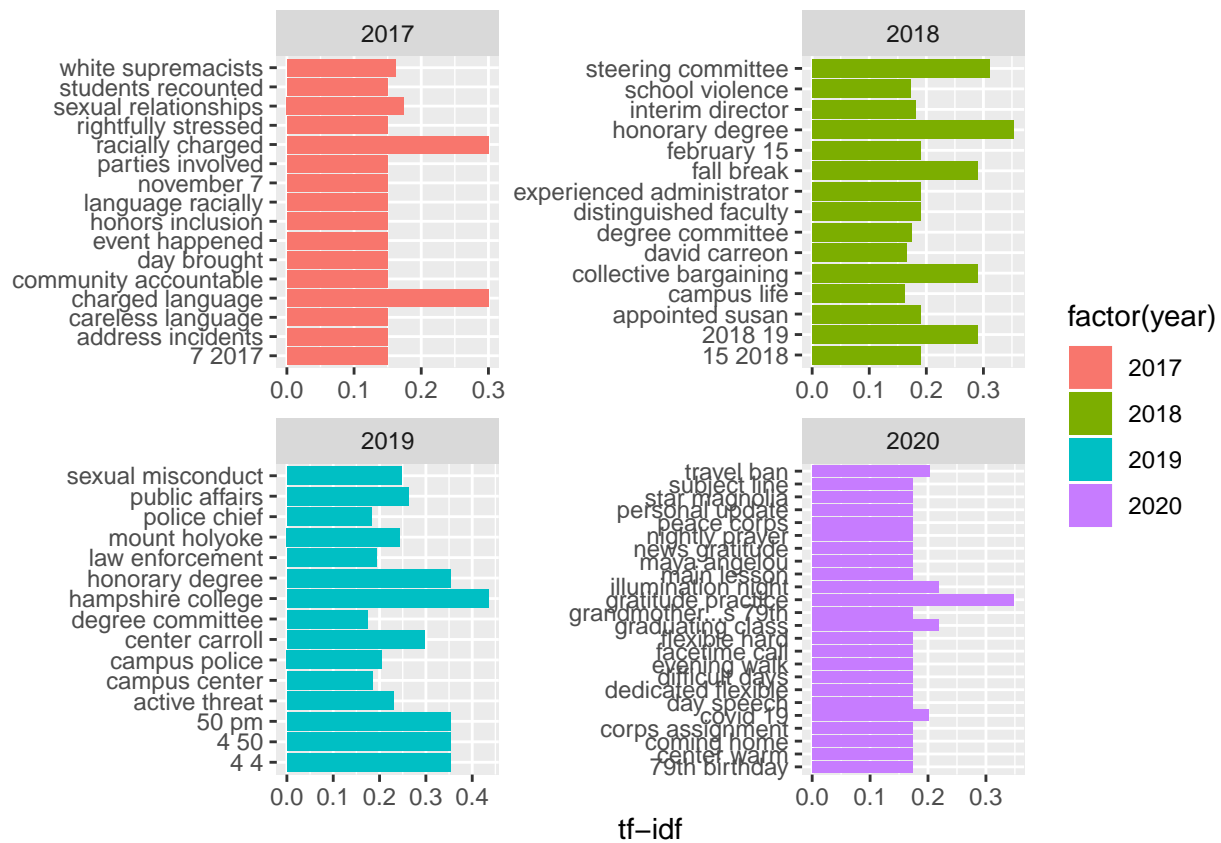 2017
white supremacists
students recounted
sexual relationships
rightfully stressed
racially charged
parties involved
november 7
language racially
honors inclusion
event happened
day brought
community accountable
charged language
careless language
address incidents
7 2017
0.0 0.1 0.2 0.3
2018
steering committee
school violence
interim director
honorary degree
february 15
fall break
experienced administrator
distinguished faculty
degree committee
david carreon
collective bargaining
campus life
appointed susan
2018 19
15 2018
0.0 0.1 0.2 0.3
2019
sexual misconduct
public affairs
police chief
mount holyoke
law enforcement
honorary degree
hampshire college
degree committee
center carroll
campus police
campus center
active threat
50 pm
4 50
4 4
0.0 0.1 0.2 0.3 0.4
2020
travel ban
subject line
star magnolia
personal update
peace corps
nightly prayer
news gratitude
maya angelou
main lesson
illumination night
gratitude practice
grandmother...s 79th
graduating class
flexible hard
facetime call
evening walk
difficult days
dedicated flexible
day speech
covid 19
corps assignment
coming home
center warm
79th birthday
0.0 0.1 0.2 0.3
tf−idf
factor(year)
2017
2018
2019
2020